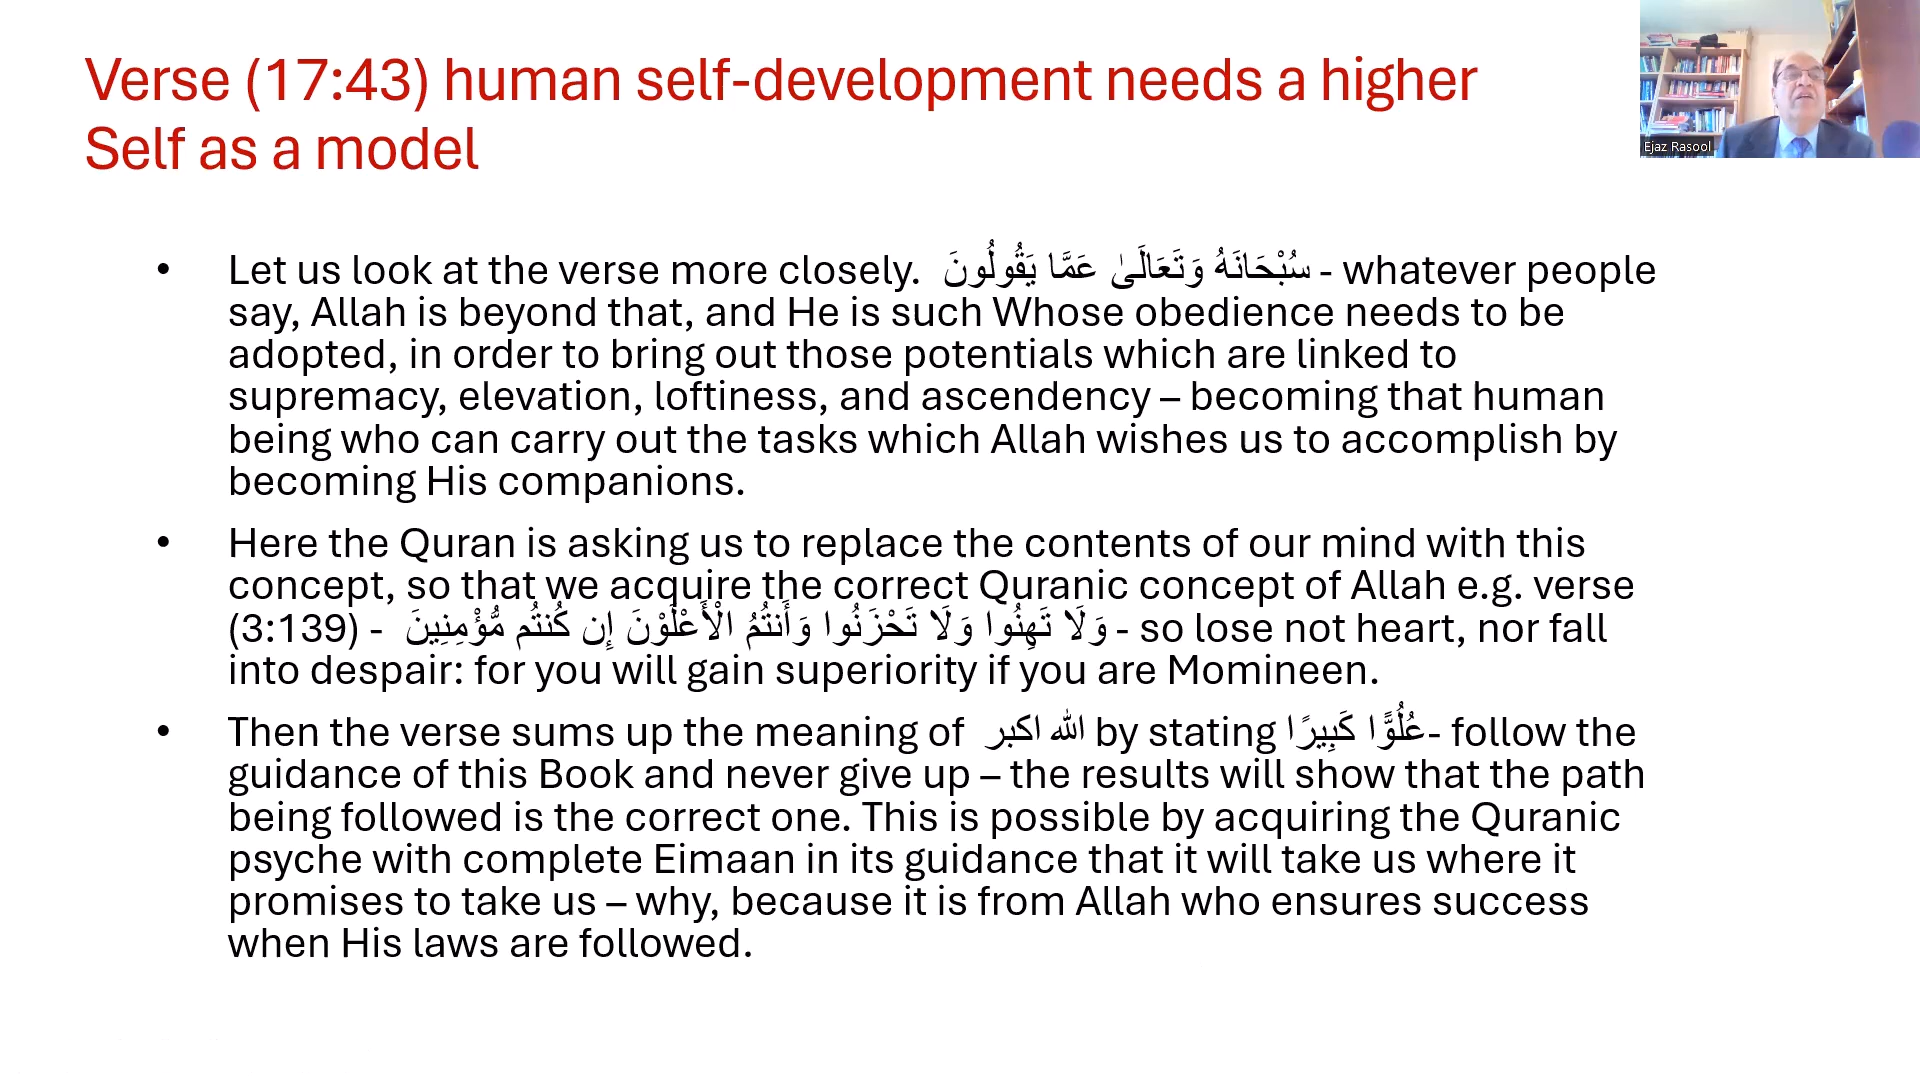 Verse (17:43) human self-development needs a higher
Self as a model
Ejaz Rasool
• Let us look at the verse more closely. سُبْحَانَهُ وَتَعَالَىٰ عَمَّا يَقُولُونَ - whatever people
say, Allah is beyond that, and He is such Whose obedience needs to be
adopted, in order to bring out those potentials which are linked to
supremacy, elevation, loftiness, and ascendency – becoming that human
being who can carry out the tasks which Allah wishes us to accomplish by
becoming His companions.
• Here the Quran is asking us to replace the contents of our mind with this
concept, so that we acquire the correct Quranic concept of Allah e.g. verse
(3:139) - وَلَا تَهِنُوا وَلَا تَحْزَنُوا وَأَنتُمُ الْأَعْلَوْنَ إِن كُنتُم مُّؤْمِنِينَ - so lose not heart, nor fall
into despair: for you will gain superiority if you are Momineen.
• Then the verse sums up the meaning of الله اكبر by stating عُلُوًّا كَبِيرًا- follow the
guidance of this Book and never give up – the results will show that the path
being followed is the correct one. This is possible by acquiring the Quranic
psyche with complete Eimaan in its guidance that it will take us where it
promises to take us – why, because it is from Allah who ensures success
when His laws are followed.